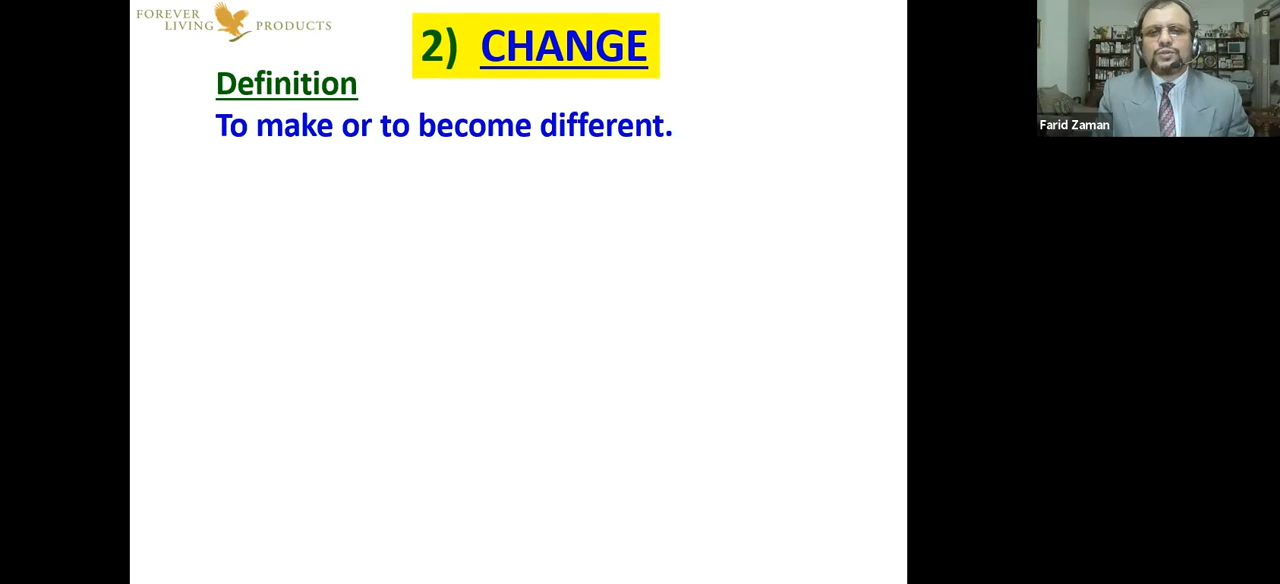 FOREVER
LIVING PRODUCTS
2) CHANGE
Definition
To make or to become different.
Farid Zaman